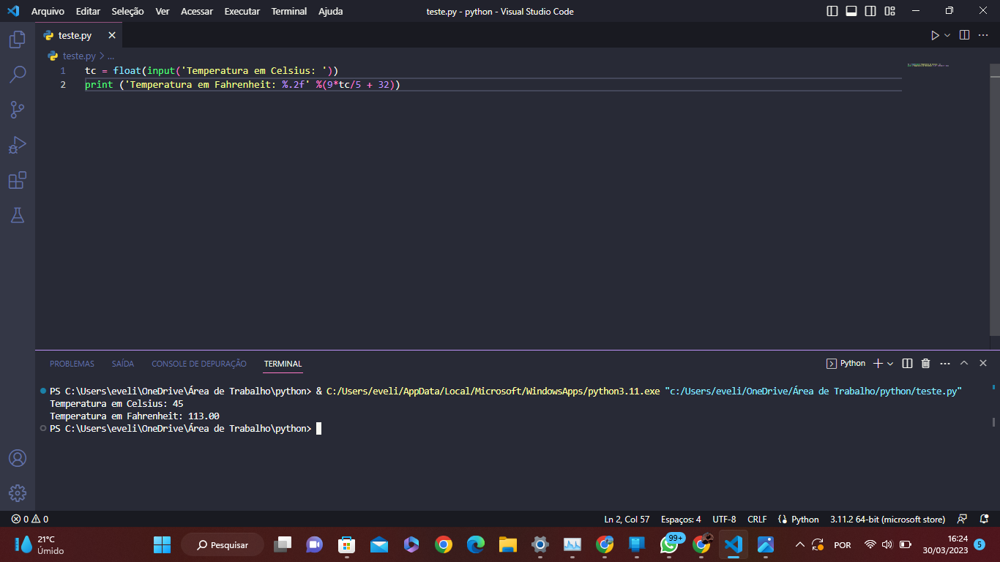 Arquivo Editar Seleção Ver Acessar Executar Terminal Ajuda teste.py - python - Visual Studio Code
teste.py
teste.py > ...
1 tc = float(input('Temperatura em Celsius: '))
2 print ('Temperatura em Fahrenheit: %.2f' %(9*tc/5 + 32))
PROBLEMAS SAÍDA CONSOLE DE DEPURAÇÃO TERMINAL Python
PS C:\Users\eveli\OneDrive\Área de Trabalho\python> & C:/Users/eveli/AppData/Local/Microsoft/WindowsApps/python3.11.exe "c:/Users/eveli/OneDrive/Área de Trabalho/python/teste.py"
Temperatura em Celsius: 45
Temperatura em Fahrenheit: 113.00
PS C:\Users\eveli\OneDrive\Área de Trabalho\python>
0 0 Ln 2, Col 57 Espaços: 4 UTF-8 CRLF Python 3.11.2 64-bit (microsoft store)
21°C
Úmido
Pesquisar
99+
POR
16:24
30/03/2023
5